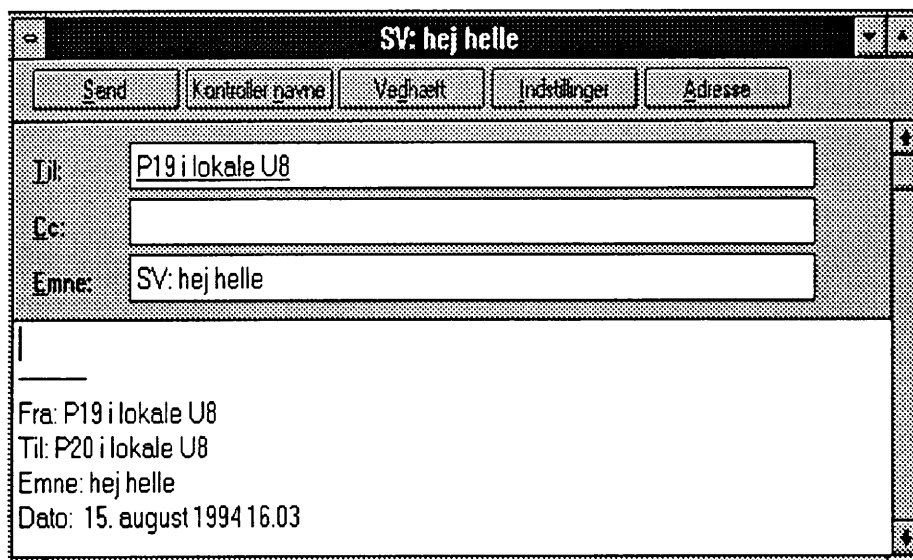 SV: hej helle
Send Kontroller navne Vedhæft Indstillinger Adresse
Til: P19 i lokale U8
Cc:
Emne: SV: hej helle
Fra: P19 i lokale U8
Til: P20 i lokale U8
Emne: hej helle
Dato: 15. august 1994 16.03